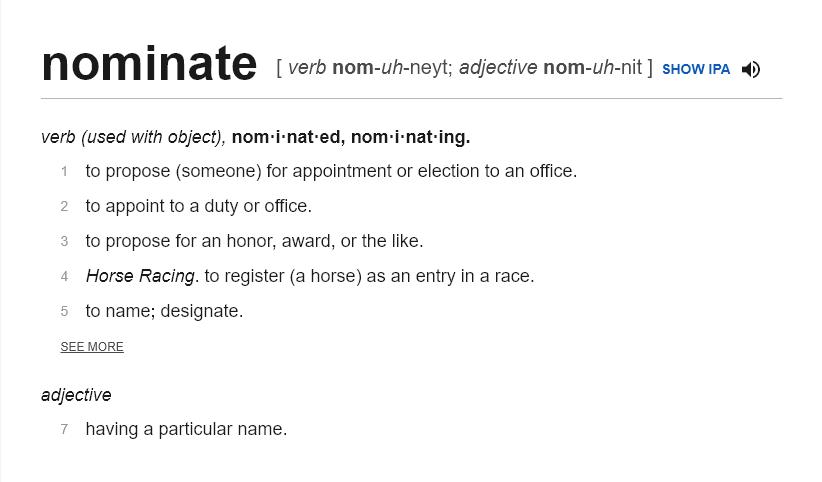 nominate [ verb nom-uh-neyt; adjective nom-uh-nit ] SHOW IPA
verb (used with object), nom·i·nat·ed, nom·i·nat·ing.
1 to propose (someone) for appointment or election to an office.
2 to appoint to a duty or office.
3 to propose for an honor, award, or the like.
4 Horse Racing. to register (a horse) as an entry in a race.
5 to name; designate.
SEE MORE
adjective
7 having a particular name.